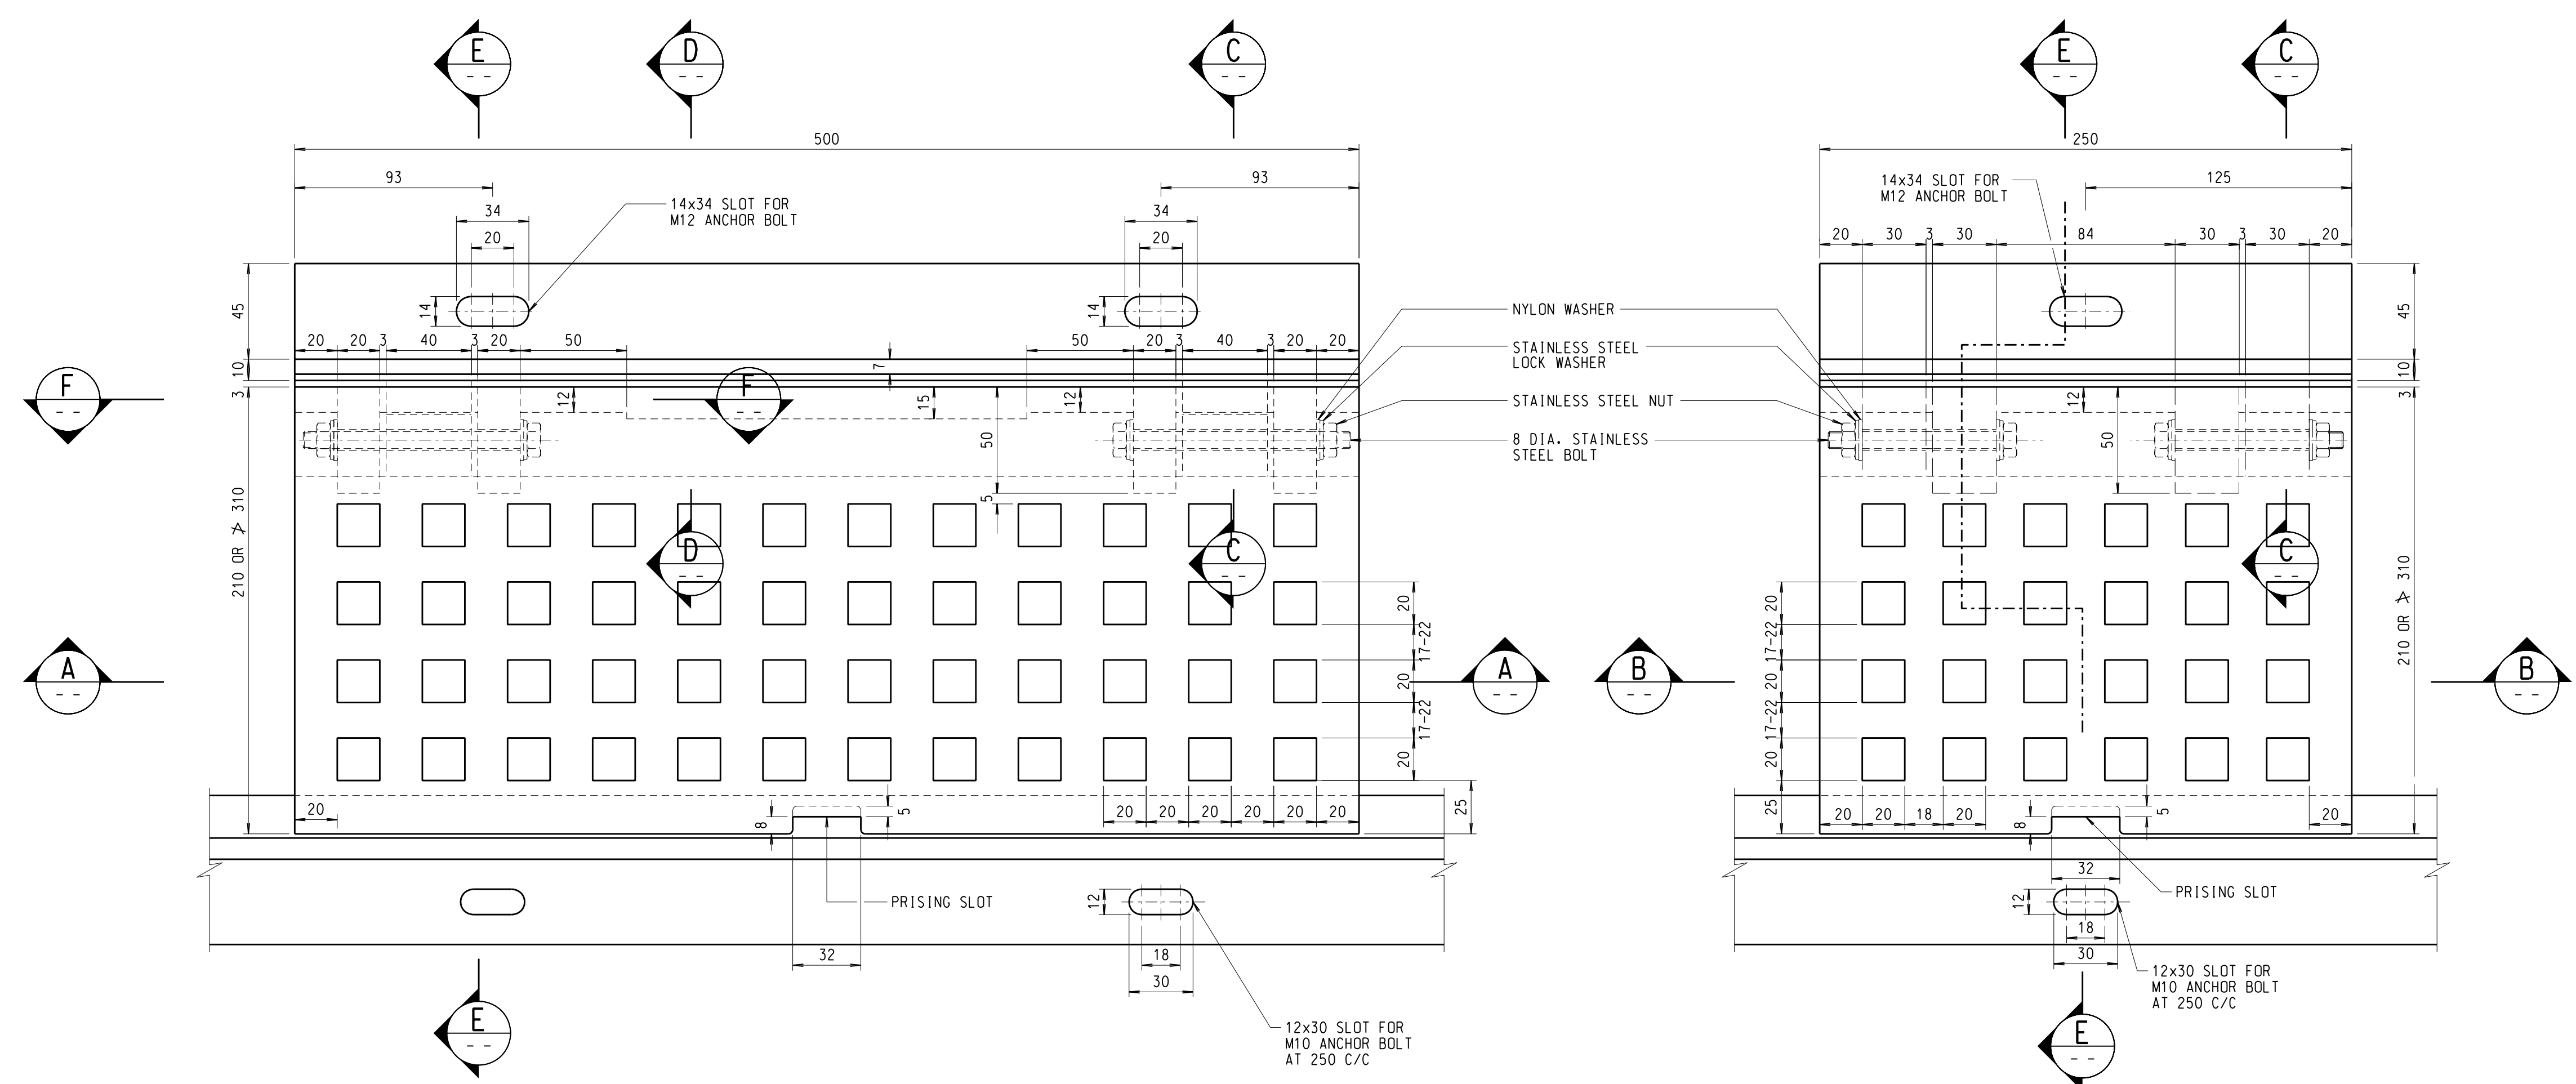 E
- -
D
- -
C
- -
E
- -
C
- -
500
250
93
93
14x34 SLOT FOR
M12 ANCHOR BOLT
125
34
14x34 SLOT FOR
M12 ANCHOR BOLT
34
20
20
20
30
3
30
84
30
3
30
20
45
14
14
45
NYLON WASHER
20
20
3
40
3
20
50
50
20
3
40
3
20
20
STAINLESS STEEL
LOCK WASHER
10
7
10
3
F
- -
F
- -
12
15
12
12
3
STAINLESS STEEL NUT
50
50
8 DIA. STAINLESS
STEEL BOLT
5
210 OR ≯ 310
D
- -
C
- -
C
- -
210 OR ≯ 310
20
20
17-22
17-22
A
- -
20
A
- -
B
- -
20
B
- -
17-22
17-22
20
20
20
8
5
20
20
20
20
20
20
25
25
20
20
18
20
8
5
20
32
PRISING SLOT
12
PRISING SLOT
12
32
18
18
30
30
E
- -
12x30 SLOT FOR
M10 ANCHOR BOLT
AT 250 C/C
12x30 SLOT FOR
M10 ANCHOR BOLT
AT 250 C/C
E
- -